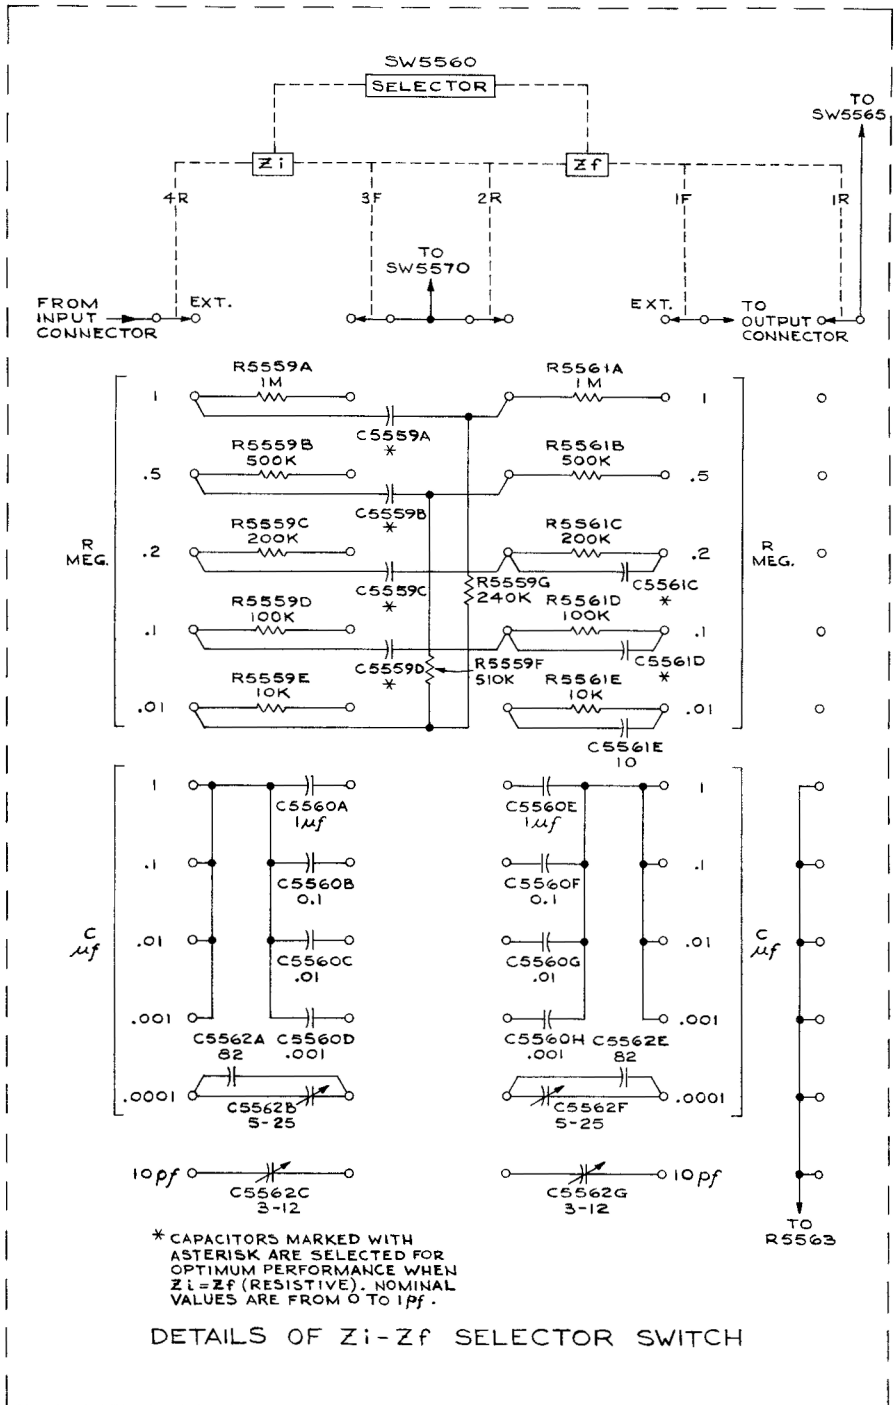 SW5560
SELECTOR
TO
SW5565
Zi
Zf
4R
3F
2R
1F
1R
TO
SW5570
FROM
INPUT
CONNECTOR
EXT.
EXT.
TO
OUTPUT
CONNECTOR
R5559A
1M
R5561A
1M
1
1
C5559A
*
R5559B
500K
R5561B
500K
.5
.5
C5559B
*
R5559C
200K
R5561C
200K
R
MEG.
.2
.2
R
MEG.
C5559C
*
R5559G
240K
C5561C
*
R5559D
100K
R5561D
100K
.1
.1
C5559D
*
R5559F
510K
C5561D
*
R5559E
10K
R5561E
10K
.01
.01
C5561E
10
1
1
C5560A
1µf
C5560E
1µf
.1
.1
C5560B
0.1
C5560F
0.1
C
µf
.01
.01
C
µf
C5560C
.01
C5560G
.01
.001
.001
C5562A
82
C5560D
.001
C5560H
.001
C5562E
82
.0001
.0001
C5562B
5-25
C5562F
5-25
10pf
10pf
C5562C
3-12
C5562G
3-12
TO
R5563
* CAPACITORS MARKED WITH
ASTERISK ARE SELECTED FOR
OPTIMUM PERFORMANCE WHEN
Zi=Zf (RESISTIVE). NOMINAL
VALUES ARE FROM 0 TO 1pf.
DETAILS OF Zi-Zf SELECTOR SWITCH